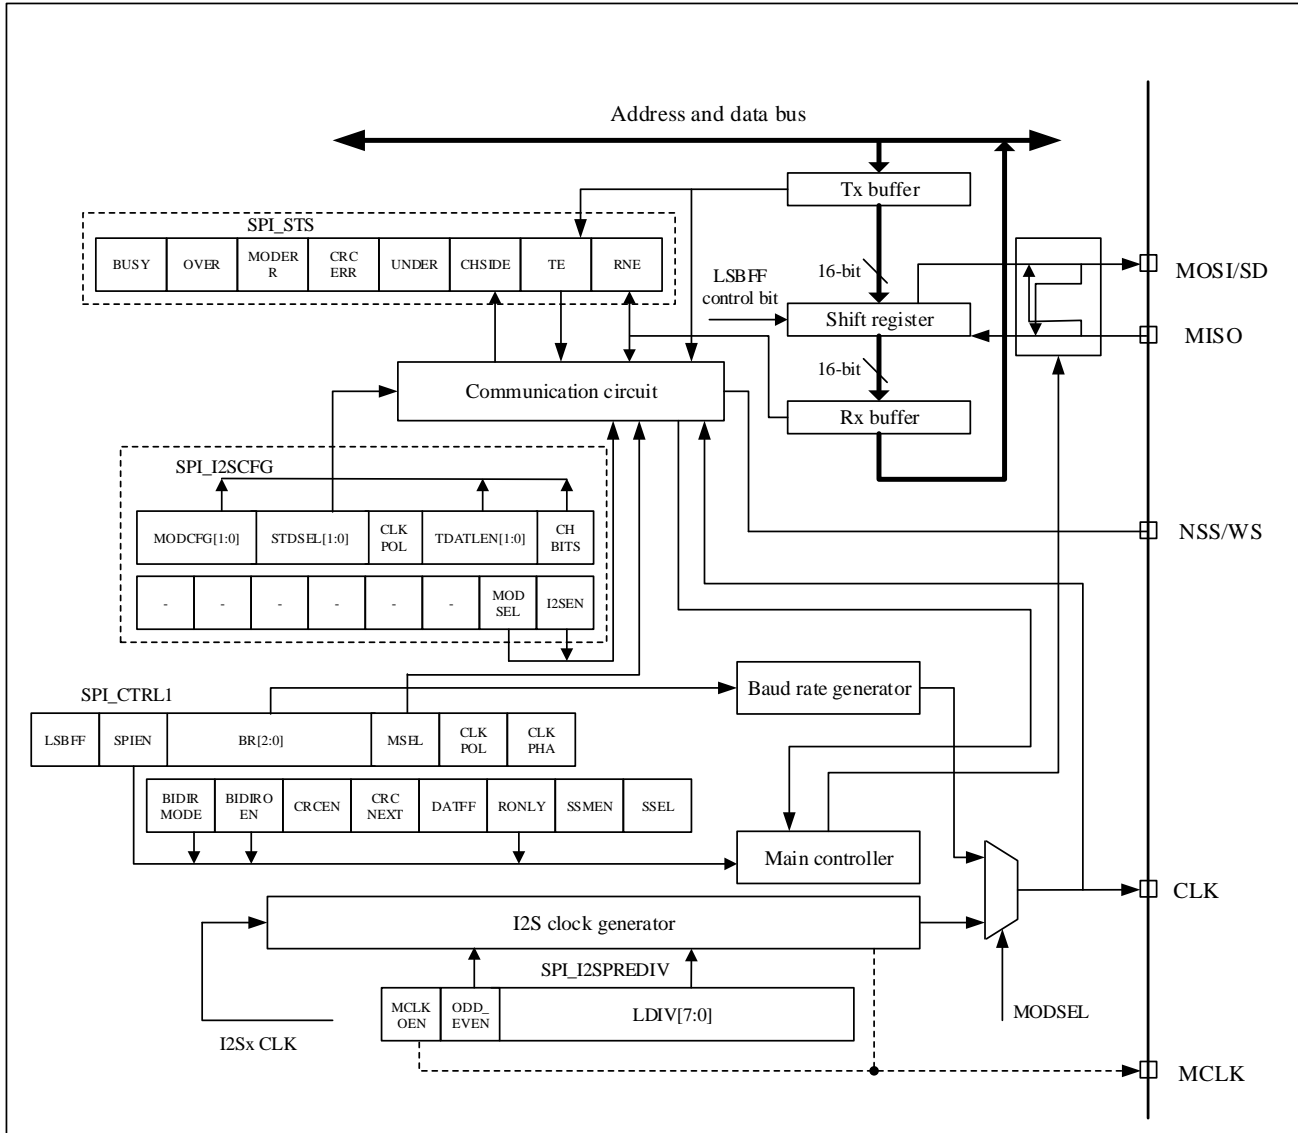 Address and data bus
Tx buffer
SPI_STS
BUSY
OVER
MODER
R
CRC
ERR
UNDER
CHSIDE
TE
RNE
16-bit
LSBFF
control bit
Shift register
MOSI/SD
MISO
16-bit
Communication circuit
Rx buffer
SPI_I2SCFG
MODCFG[1:0]
STDSEL[1:0]
CLK
POL
TDATLEN[1:0]
CH
BITS
NSS/WS
-
-
-
-
-
-
MOD
SEL
I2SEN
SPI_CTRL1
Baud rate generator
LSBFF
SPIEN
BR[2:0]
MSEL
CLK
POL
CLK
PHA
BIDIR
MODE
BIDIRO
EN
CRCEN
CRC
NEXT
DATFF
RONLY
SSMEN
SSEL
Main controller
CLK
I2S clock generator
SPI_I2SPREDIV
MCLK
OEN
ODD_
EVEN
LDIV[7:0]
MODSEL
I2Sx CLK
MCLK